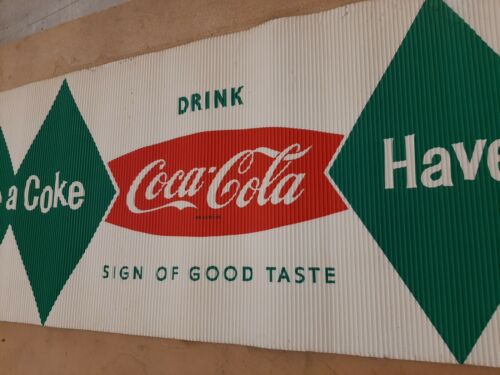 DRINK
a Coke
Coca-Cola
Have
SIGN OF GOOD TASTE